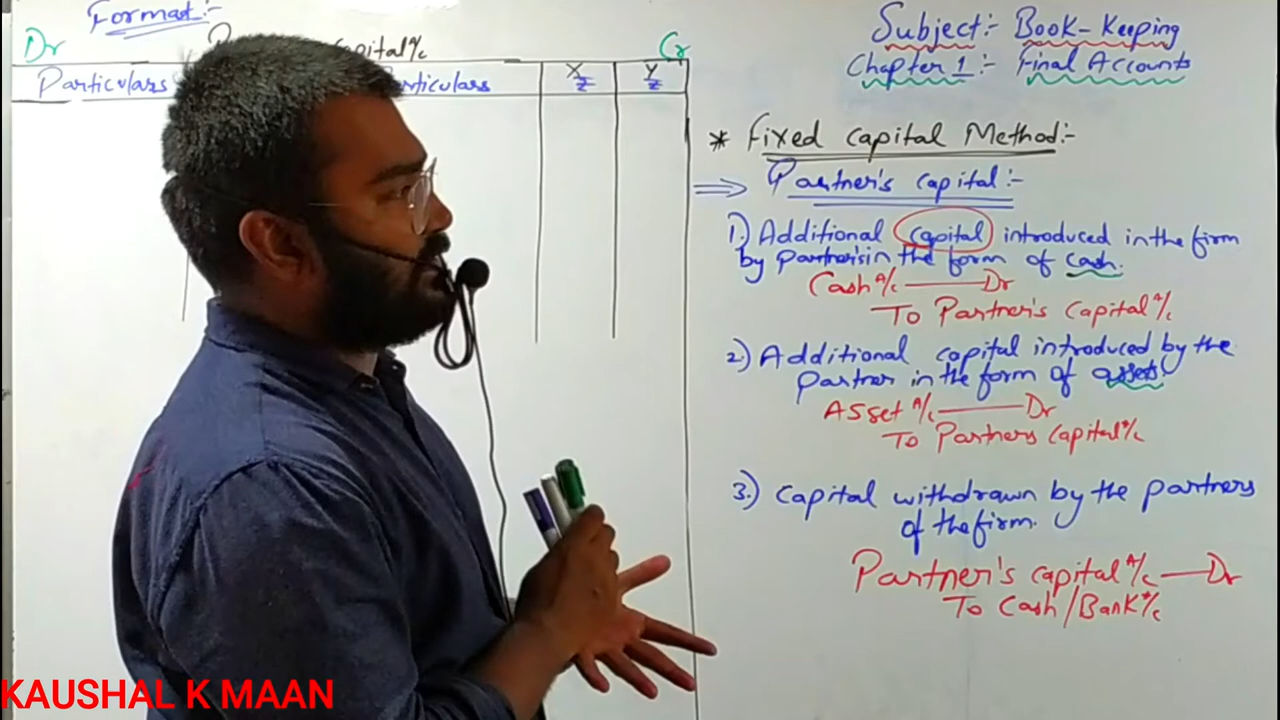 Format:-
Dr
Capital A/c
Cr
Particulars
rticulars
X
₹
Y
₹
Subject:- Book-Keeping
Chapter 1:- Final Accounts
* Fixed Capital Method:-
⇒ Partner's Capital:-
1.) Additional capital introduced in the firm
by partner's in the form of cash.
Cash A/c —— Dr
To Partner's Capital A/c
2.) Additional capital introduced by the
partner in the form of assets
Asset A/c —— Dr
To Partners Capital A/c
3.) Capital withdrawn by the partners
of the firm.
Partner's capital A/c — Dr
To Cash/Bank A/c
KAUSHAL K MAAN